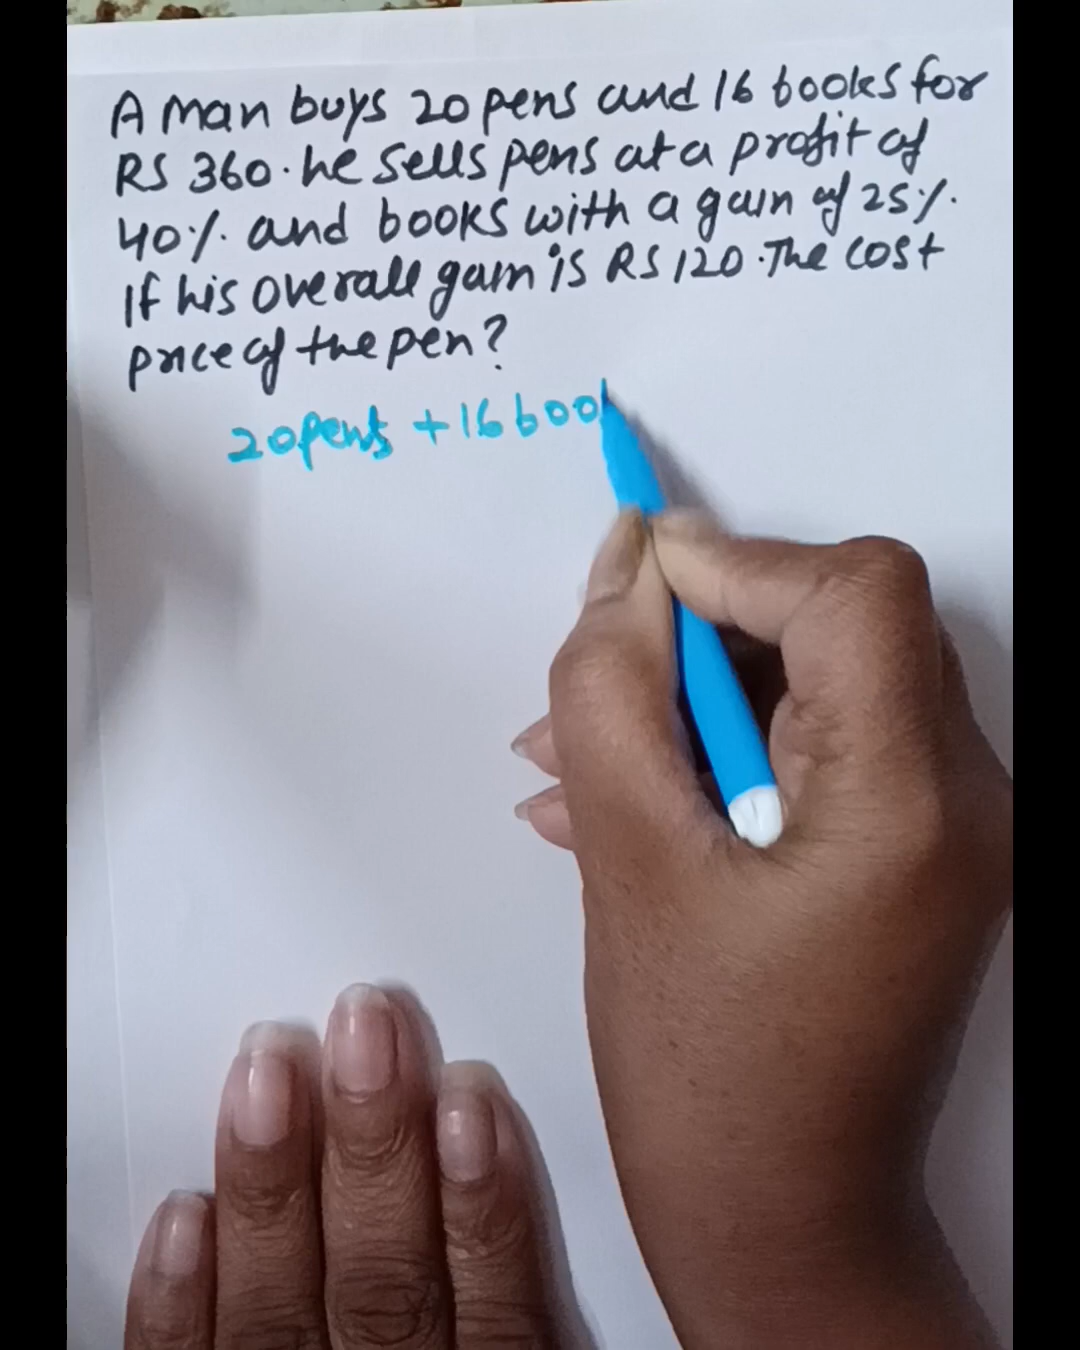 A man buys 20 pens and 16 books for
RS 360. he sells pens at a profit of
40%. and books with a gain of 25%.
If his overall gain is RS 120. The cost
price of the pen?
20pens + 16 book